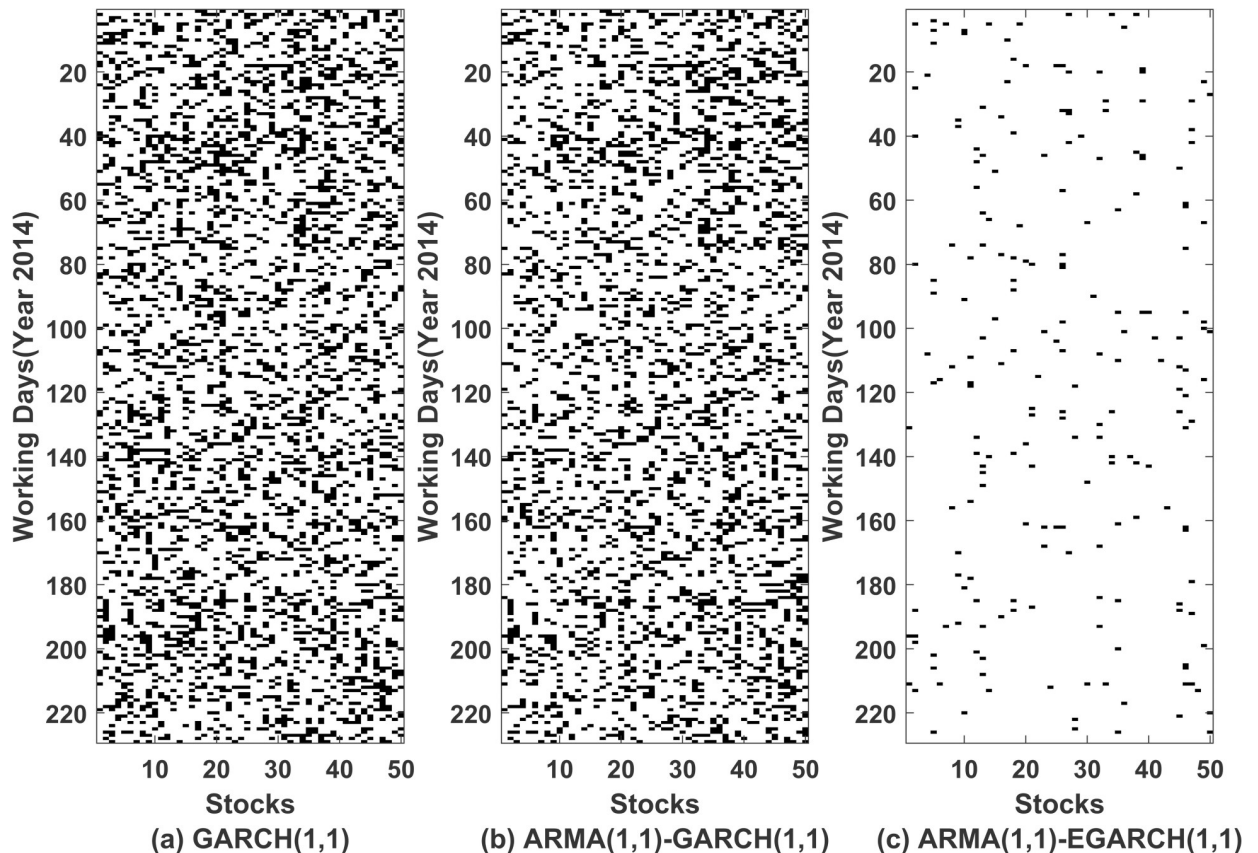 Working Days(Year 2014)
20
40
60
80
100
120
140
160
180
200
220
10 20 30 40 50
Stocks
(a) GARCH(1,1)
Working Days(Year 2014)
20
40
60
80
100
120
140
160
180
200
220
10 20 30 40 50
Stocks
(b) ARMA(1,1)-GARCH(1,1)
Working Days(Year 2014)
20
40
60
80
100
120
140
160
180
200
220
10 20 30 40 50
Stocks
(c) ARMA(1,1)-EGARCH(1,1)